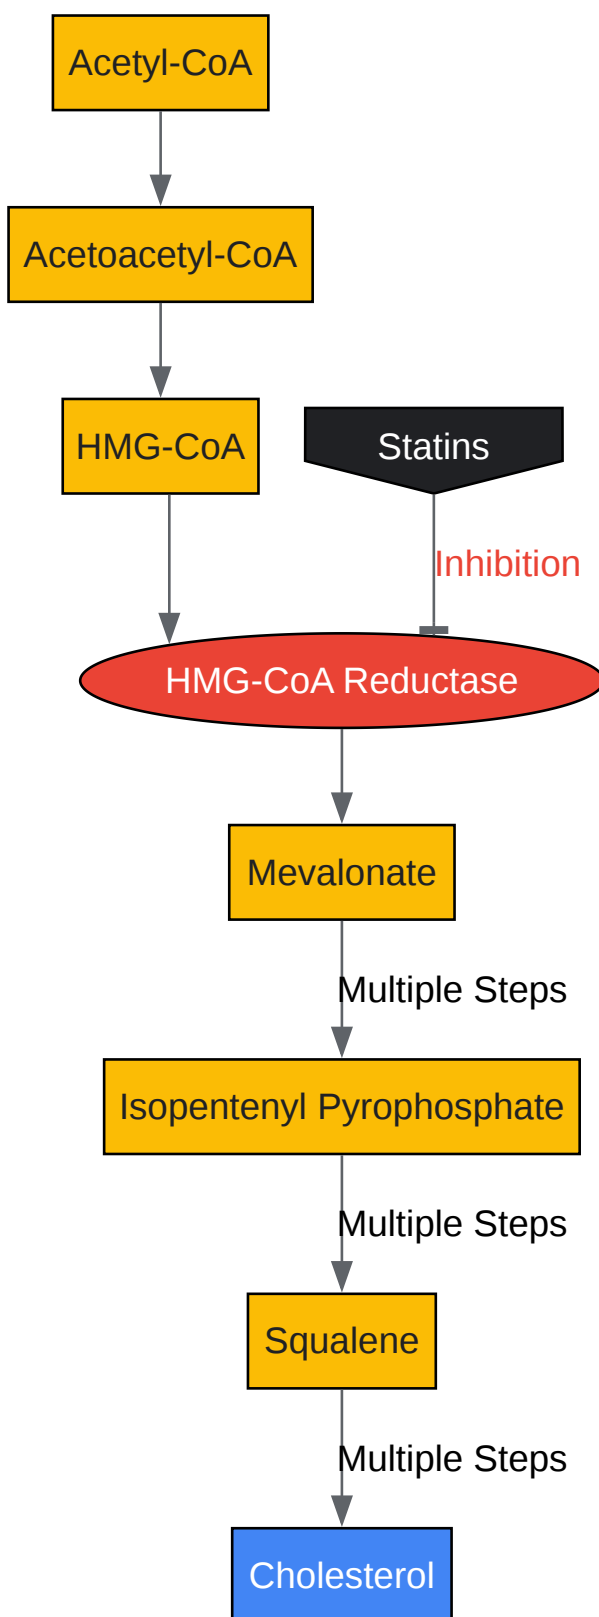 Acetyl-CoA
Acetoacetyl-CoA
HMG-CoA
Statins
Inhibition
HMG-CoA Reductase
Mevalonate
Multiple Steps
Isopentenyl Pyrophosphate
Multiple Steps
Squalene
Multiple Steps
Cholesterol